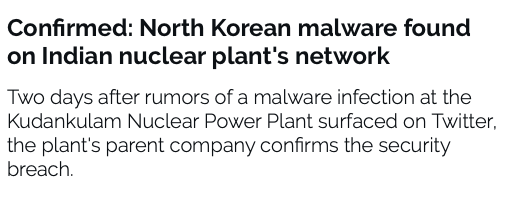 Confirmed: North Korean malware found
on Indian nuclear plant's network
Two days after rumors of a malware infection at the
Kudankulam Nuclear Power Plant surfaced on Twitter,
the plant's parent company confirms the security
breach.